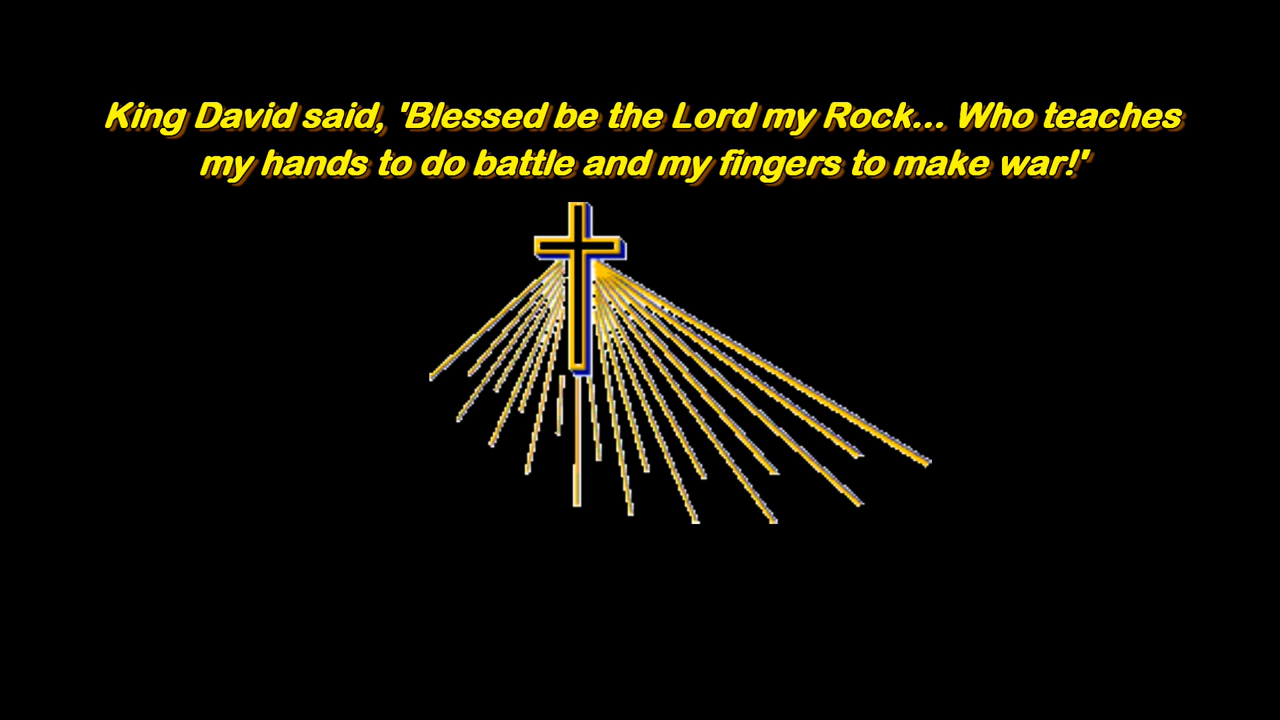 King David said, 'Blessed be the Lord my Rock... Who teaches
my hands to do battle and my fingers to make war!'